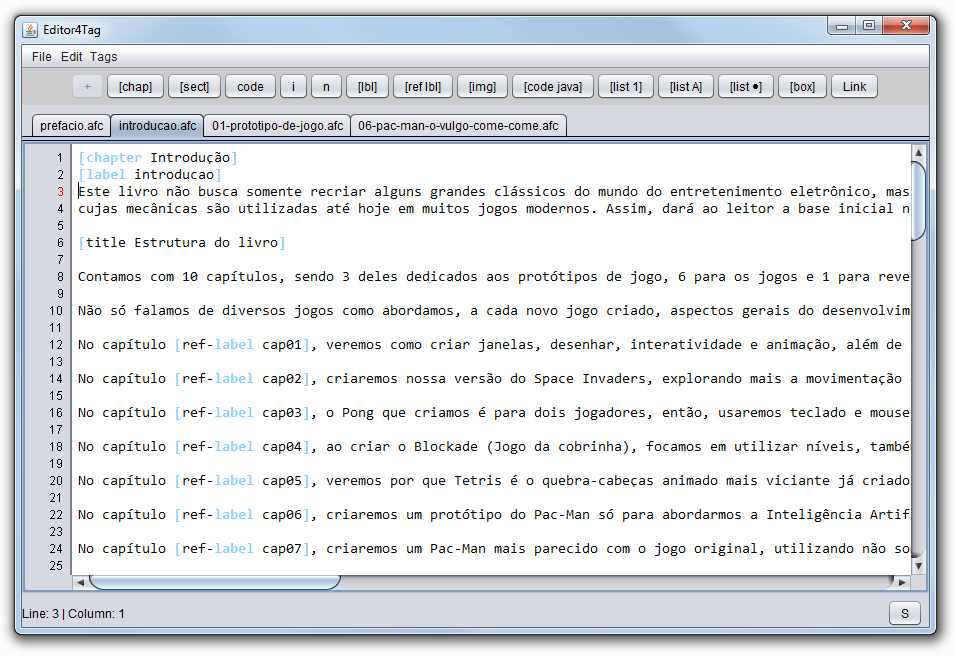 Editor4Tag
File Edit Tags
+ [chap] [sect] code i n [lbl] [ref lbl] [img] [code java] [list 1] [list A] [list ●] [box] Link
prefacio.afc introducao.afc 01-prototipo-de-jogo.afc 06-pac-man-o-vulgo-come-come.afc
1 [chapter Introdução]
2 [label introducao]
3 Este livro não busca somente recriar alguns grandes clássicos do mundo do entretenimento eletrônico, mas
4 cujas mecânicas são utilizadas até hoje em muitos jogos modernos. Assim, dará ao leitor a base inicial n
5
6 [title Estrutura do livro]
7
8 Contamos com 10 capítulos, sendo 3 deles dedicados aos protótipos de jogo, 6 para os jogos e 1 para reve
9
10 Não só falamos de diversos jogos como abordamos, a cada novo jogo criado, aspectos gerais do desenvolvim
11
12 No capítulo [ref-label cap01], veremos como criar janelas, desenhar, interatividade e animação, além de
13
14 No capítulo [ref-label cap02], criaremos nossa versão do Space Invaders, explorando mais a movimentação
15
16 No capítulo [ref-label cap03], o Pong que criamos é para dois jogadores, então, usaremos teclado e mouse
17
18 No capítulo [ref-label cap04], ao criar o Blockade (Jogo da cobrinha), focamos em utilizar níveis, també
19
20 No capítulo [ref-label cap05], veremos por que Tetris é o quebra-cabeças animado mais viciante já criado
21
22 No capítulo [ref-label cap06], criaremos um protótipo do Pac-Man só para abordarmos a Inteligência Artif
23
24 No capítulo [ref-label cap07], criaremos um Pac-Man mais parecido com o jogo original, utilizando não so
25
Line: 3 | Column: 1 S